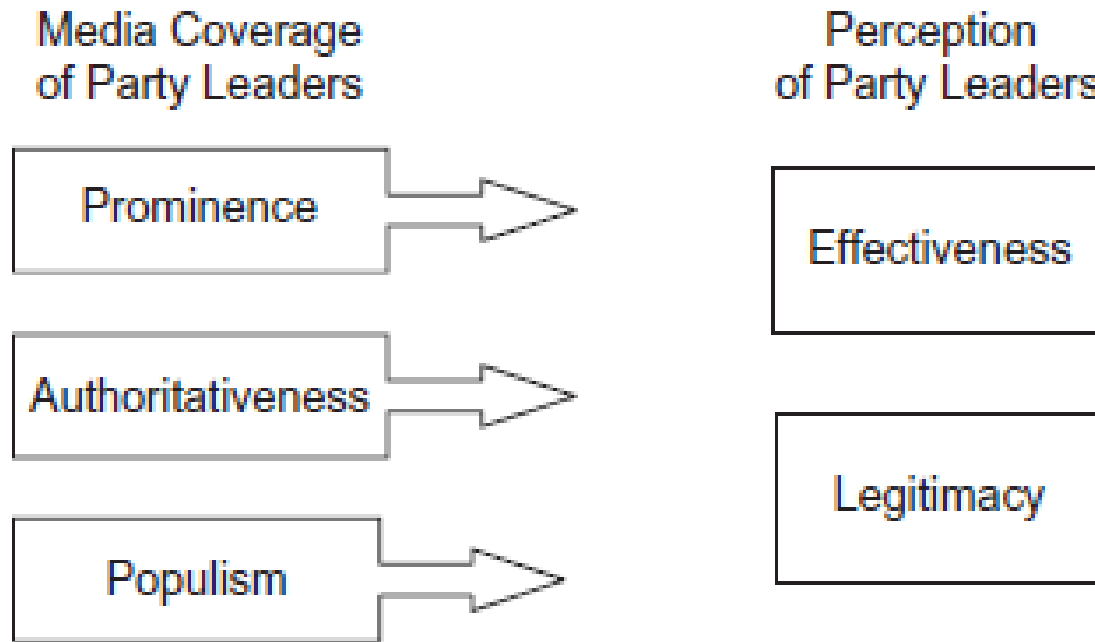 Media Coverage
of Party Leaders
Prominence
Authoritativeness
Populism
Perception
of Party Leaders
Effectiveness
Legitimacy